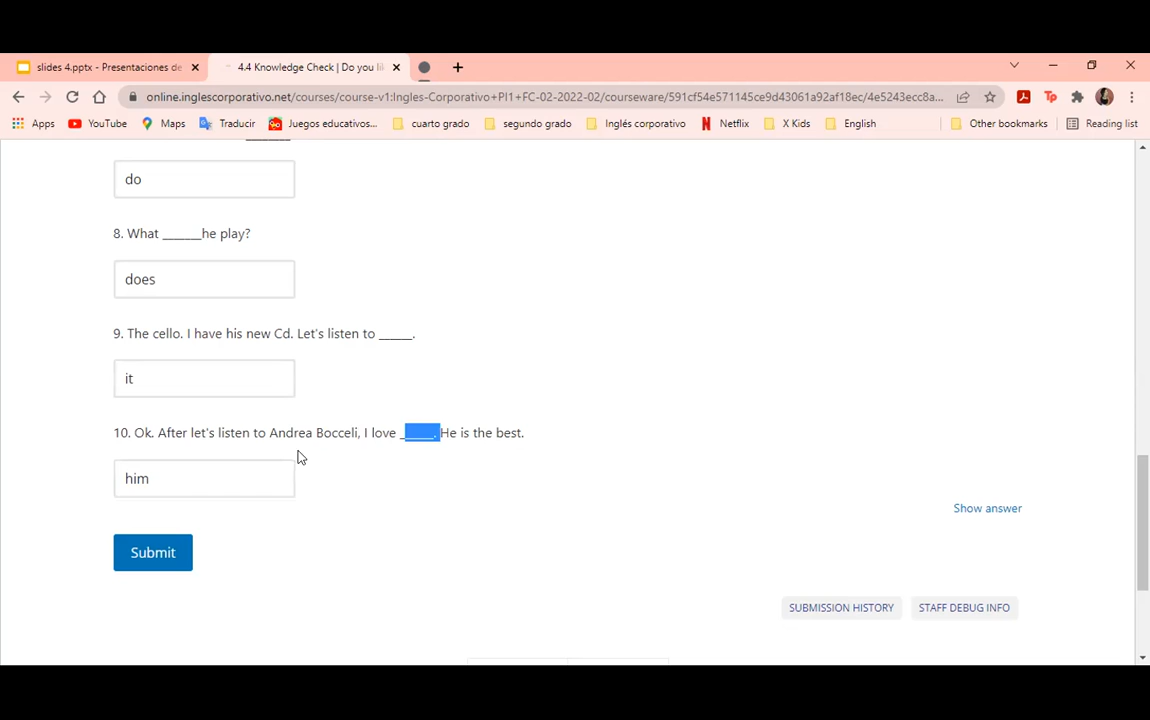 slides 4.pptx - Presentaciones de
4.4 Knowledge Check | Do you li
online.inglescorporativo.net/courses/course-v1:Ingles-Corporativo+PI1+FC-02-2022-02/courseware/591cf54e571145ce9d43061a92af18ec/4e5243ecc8a...
Apps YouTube Maps Traducir Juegos educativos... cuarto grado segundo grado Inglés corporativo Netflix X Kids English Other bookmarks Reading list
do
8. What ______he play?
does
9. The cello. I have his new Cd. Let's listen to _____.
it
10. Ok. After let's listen to Andrea Bocceli, I love _____. He is the best.
him
Show answer
Submit
SUBMISSION HISTORY STAFF DEBUG INFO